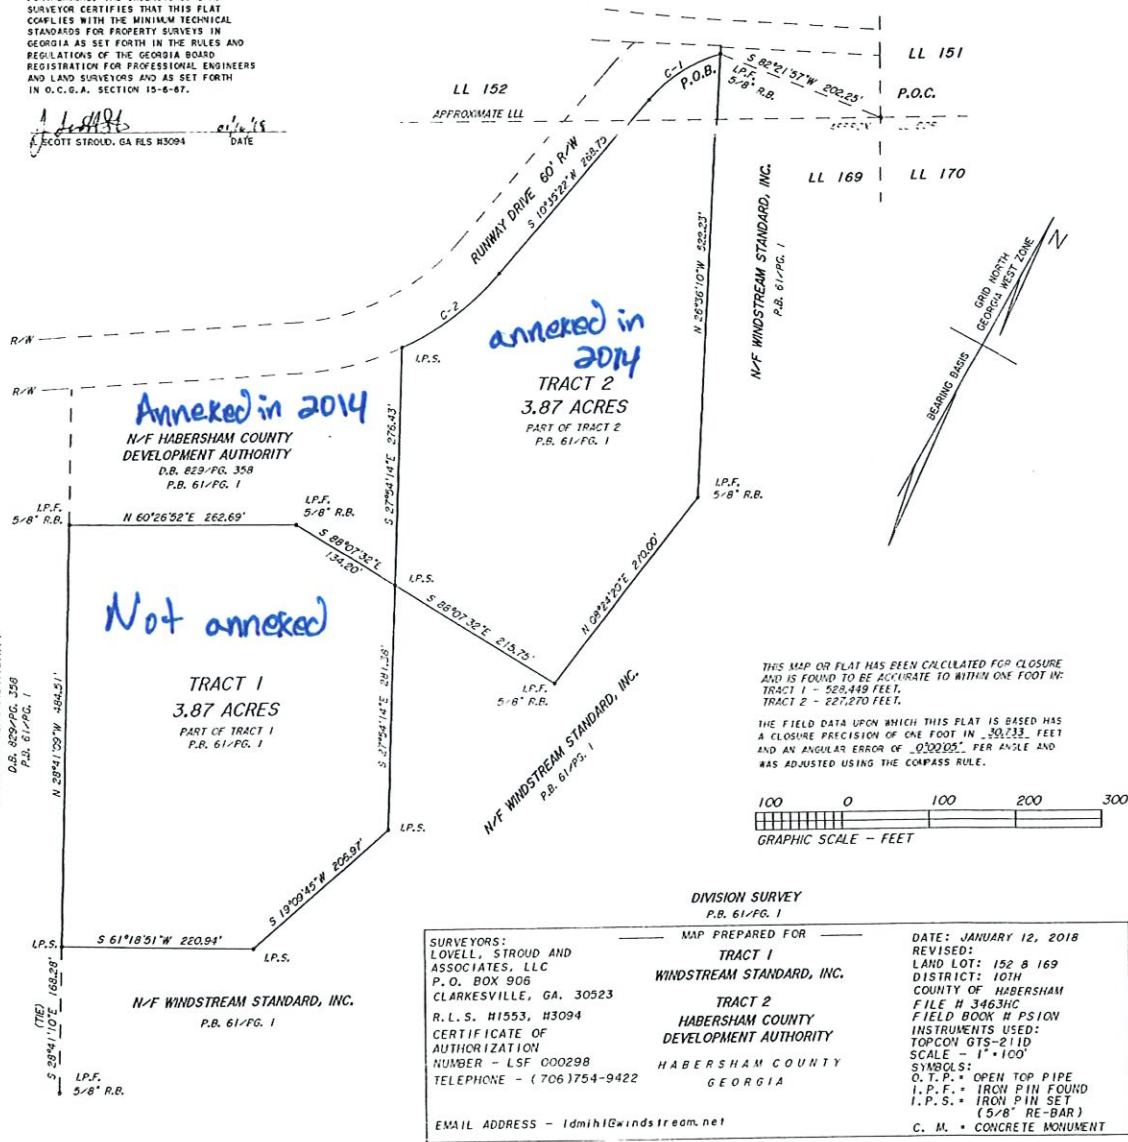 SURVEYOR CERTIFIES THAT THIS PLAT
COMPLIES WITH THE MINIMUM TECHNICAL
STANDARDS FOR PROPERTY SURVEYS IN
GEORGIA AS SET FORTH IN THE RULES AND
REGULATIONS OF THE GEORGIA BOARD
REGISTRATION FOR PROFESSIONAL ENGINEERS
AND LAND SURVEYORS AND AS SET FORTH
IN O.C.G.A. SECTION 15-6-67.
SCOTT STROUD, GA RLS #3094
DATE
LL 152
APPROXIMATE LLL
C-1
P.O.B.
I.P.F.
5/8" R.B.
S 82°21'57"W 202.25'
LL 151
P.O.C.
LL 169
LL 170
RUNWAY DRIVE 60' R/W
S 10°35'22"W 268.75
C-2
N 26°36'10"W 522.23'
N/F WINDSTREAM STANDARD, INC.
P.B. 61/PG. 1
N
GRID NORTH
GEORGIA WEST ZONE
BEARING BASIS
R/W
R/W
I.P.S.
annexed in
2014
TRACT 2
3.87 ACRES
PART OF TRACT 2
P.B. 61/PG. 1
Annexed in 2014
N/F HABERSHAM COUNTY
DEVELOPMENT AUTHORITY
D.B. 829/PG. 358
P.B. 61/PG. 1
S 27°54'14"E 276.43'
I.P.F.
5/8" R.B.
N 60°26'52"E 262.69'
I.P.F.
5/8" R.B.
S 88°07'32"E
134.20'
I.P.S.
S 86°07'32"E 215.75'
I.P.F.
5/8" R.B.
N 08°24'20"E 210.00'
I.P.F.
5/8" R.B.
Not annexed
TRACT 1
3.87 ACRES
PART OF TRACT 1
P.B. 61/PG. 1
D.B. 829/PG. 358
P.B. 61/PG. 1
N 28°41'09"W 484.51'
S 27°54'14"E 281.38'
N/F WINDSTREAM STANDARD, INC.
P.B. 61/PG. 1
I.P.S.
S 19°09'45"W 206.97'
I.P.S.
S 61°18'51"W 220.94'
I.P.S.
(TIE)
S 28°41'10"E 168.28'
I.P.F.
5/8" R.B.
N/F WINDSTREAM STANDARD, INC.
P.B. 61/PG. 1
THIS MAP OR PLAT HAS BEEN CALCULATED FOR CLOSURE
AND IS FOUND TO BE ACCURATE TO WITHIN ONE FOOT IN:
TRACT 1 - 528,449 FEET.
TRACT 2 - 227,270 FEET.
THE FIELD DATA UPON WHICH THIS PLAT IS BASED HAS
A CLOSURE PRECISION OF ONE FOOT IN 30,733 FEET
AND AN ANGULAR ERROR OF 0°00'05" PER ANGLE AND
WAS ADJUSTED USING THE COMPASS RULE.
100 0 100 200 300
GRAPHIC SCALE - FEET
DIVISION SURVEY
P.B. 61/PG. 1
SURVEYORS:
LOVELL, STROUD AND
ASSOCIATES, LLC
P.O. BOX 906
CLARKESVILLE, GA. 30523
R.L.S. #1553, #3094
CERTIFICATE OF
AUTHORIZATION
NUMBER - LSF 000298
TELEPHONE - (706)754-9422
EMAIL ADDRESS - ldmih1@windstream.net
MAP PREPARED FOR
TRACT 1
WINDSTREAM STANDARD, INC.
TRACT 2
HABERSHAM COUNTY
DEVELOPMENT AUTHORITY
HABERSHAM COUNTY
GEORGIA
DATE: JANUARY 12, 2018
REVISED:
LAND LOT: 152 & 169
DISTRICT: 10TH
COUNTY OF HABERSHAM
FILE # 3463HC
FIELD BOOK # PSION
INSTRUMENTS USED:
TOPCON GTS-211D
SCALE - 1"=100'
SYMBOLS:
O.T.P. = OPEN TOP PIPE
I.P.F. = IRON PIN FOUND
I.P.S. = IRON PIN SET
(5/8" RE-BAR)
C. M. = CONCRETE MONUMENT